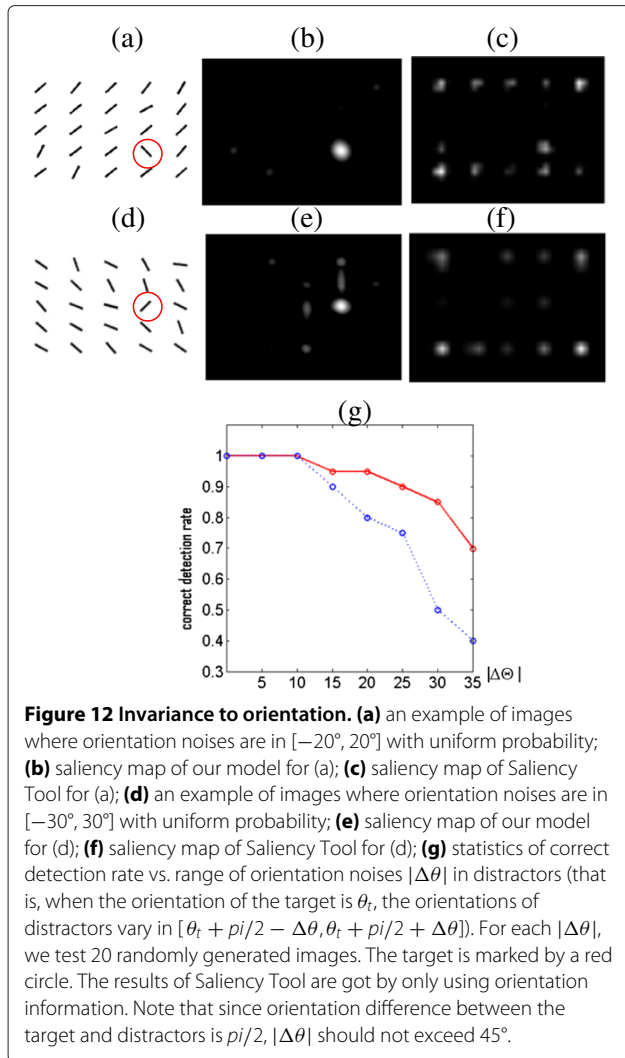 (a) (b) (c)
(d) (e) (f)
(g)
1
0.9
0.8
0.7
0.6
0.5
0.4
0.3
correct detection rate
5 10 15 20 25 30 35 |ΔΘ|
Figure 12 Invariance to orientation. (a) an example of images
where orientation noises are in [−20°, 20°] with uniform probability;
(b) saliency map of our model for (a); (c) saliency map of Saliency
Tool for (a); (d) an example of images where orientation noises are in
[−30°, 30°] with uniform probability; (e) saliency map of our model
for (d); (f) saliency map of Saliency Tool for (d); (g) statistics of correct
detection rate vs. range of orientation noises |Δθ| in distractors (that
is, when the orientation of the target is θt, the orientations of
distractors vary in [θt + pi/2 − Δθ, θt + pi/2 + Δθ]). For each |Δθ|,
we test 20 randomly generated images. The target is marked by a red
circle. The results of Saliency Tool are got by only using orientation
information. Note that since orientation difference between the
target and distractors is pi/2, |Δθ| should not exceed 45°.